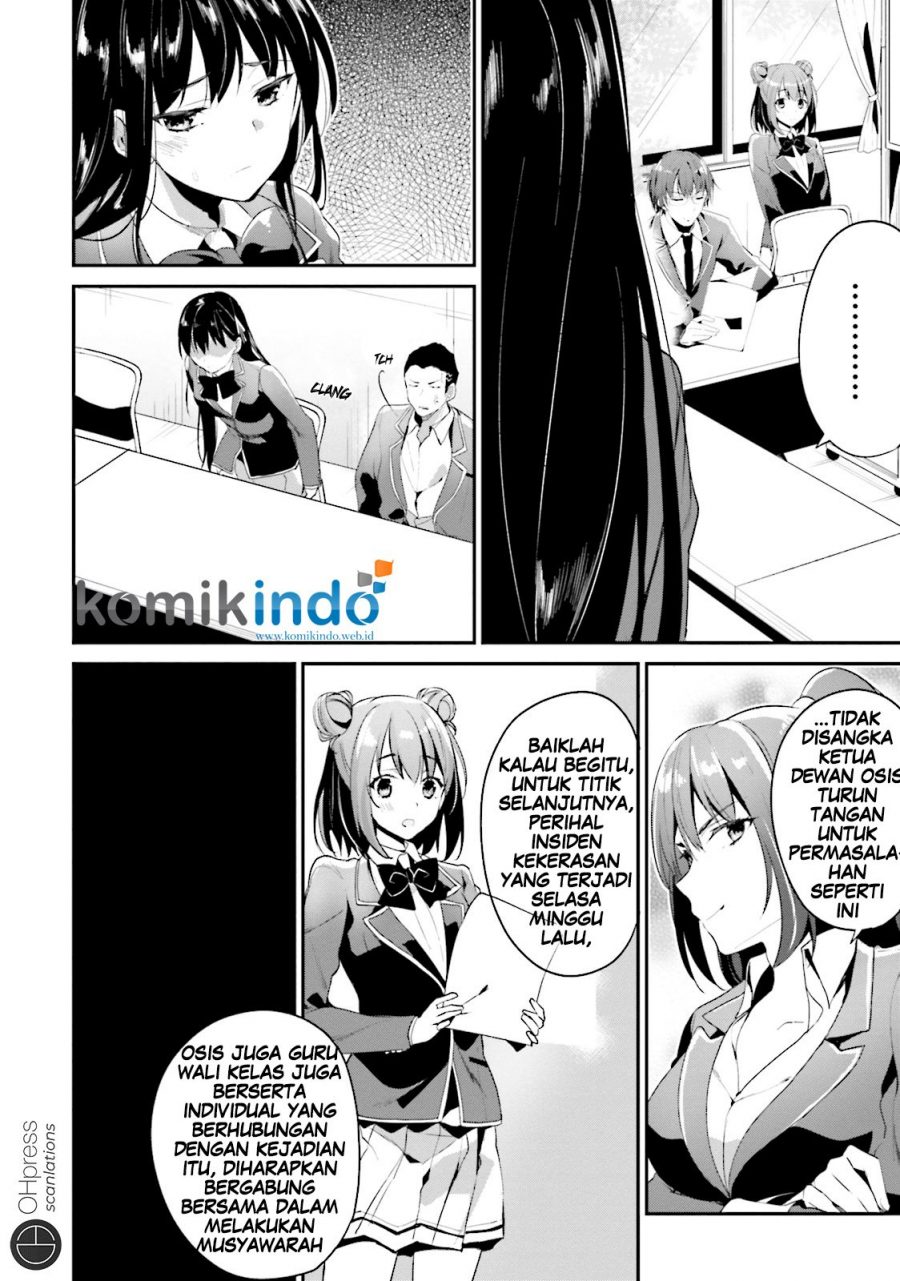 ...........
TCH
CLANG
komikindo
www.komikindo.web.id
...TIDAK
DISANGKA
KETUA
DEWAN OSIS
TURUN
TANGAN
UNTUK
PERMASALA-
HAN
SEPERTI
INI
BAIKLAH
KALAU BEGITU,
UNTUK TITIK
SELANJUTNYA,
PERIHAL
INSIDEN
KEKERASAN
YANG TERJADI
SELASA
MINGGU
LALU,
OSIS JUGA GURU
WALI KELAS JUGA
BERSERTA
INDIVIDUAL YANG
BERHUBUNGAN
DENGAN KEJADIAN
ITU, DIHARAPKAN
BERGABUNG
BERSAMA DALAM
MELAKUKAN
MUSYAWARAH
OHpress
scanlations